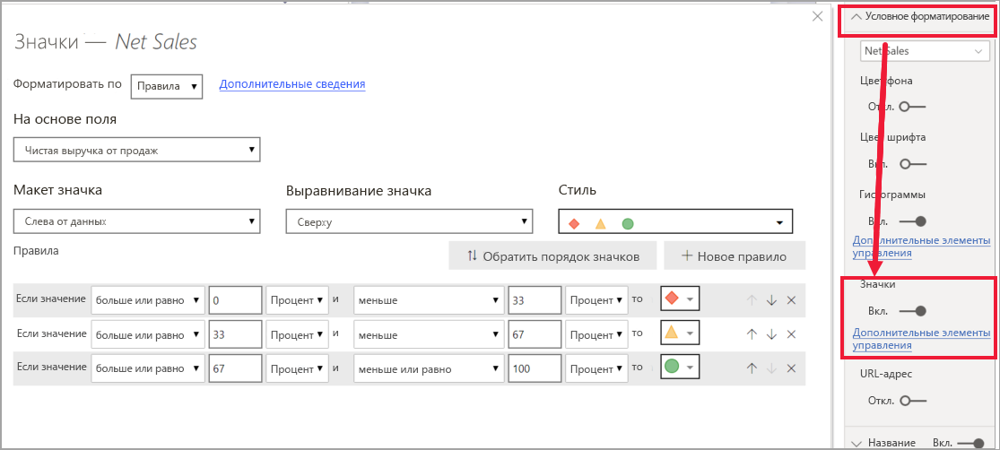 Значки — Net Sales
Форматировать по Правила Дополнительные сведения
На основе поля
Чистая выручка от продаж
Макет значка Выравнивание значка Стиль
Слева от данных Сверху
Правила Обратить порядок значков Новое правило
Если значение больше или равно 0 Процент и меньше 33 Процент то
Если значение больше или равно 33 Процент и меньше 67 Процент то
Если значение больше или равно 67 Процент и меньше или равно 100 Процент то
Условное форматирование
Net Sales
Цвет фона
Откл.
Цвет шрифта
Вкл.
Гистограммы
Вкл.
Дополнительные элементы
управления
Значки
Вкл.
Дополнительные элементы
управления
URL-адрес
Откл.
Название Вкл.